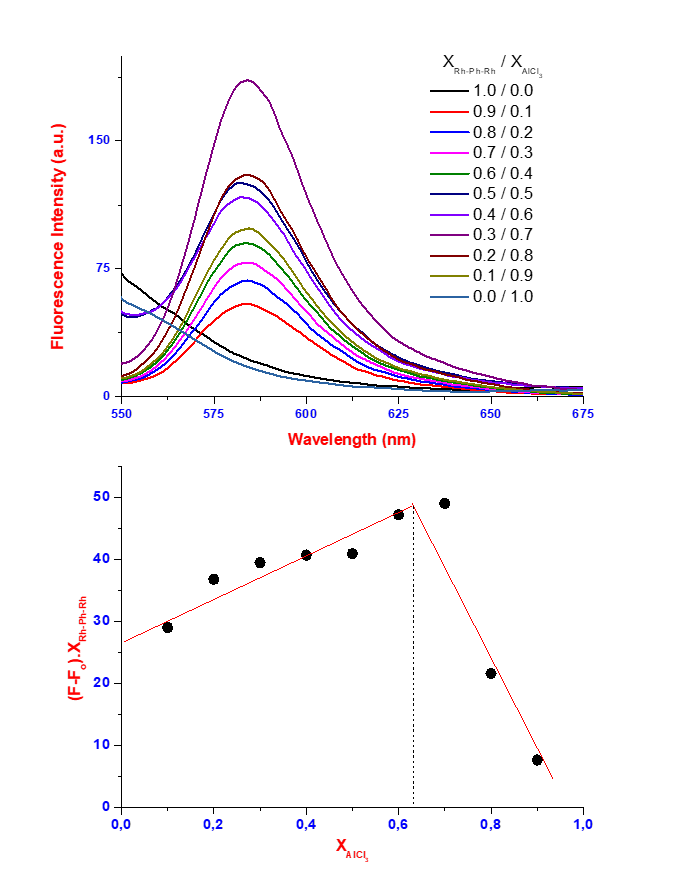 X Rh-Ph-Rh / X AlCl3
1.0 / 0.0
0.9 / 0.1
0.8 / 0.2
0.7 / 0.3
0.6 / 0.4
0.5 / 0.5
0.4 / 0.6
0.3 / 0.7
0.2 / 0.8
0.1 / 0.9
0.0 / 1.0
Fluorescence Intensity (a.u.)
150
75
0
550 575 600 625 650 675
Wavelength (nm)
(F-Fo).XRh-Ph-Rh
50
40
30
20
10
0
0,0 0,2 0,4 0,6 0,8 1,0
XAlCl3